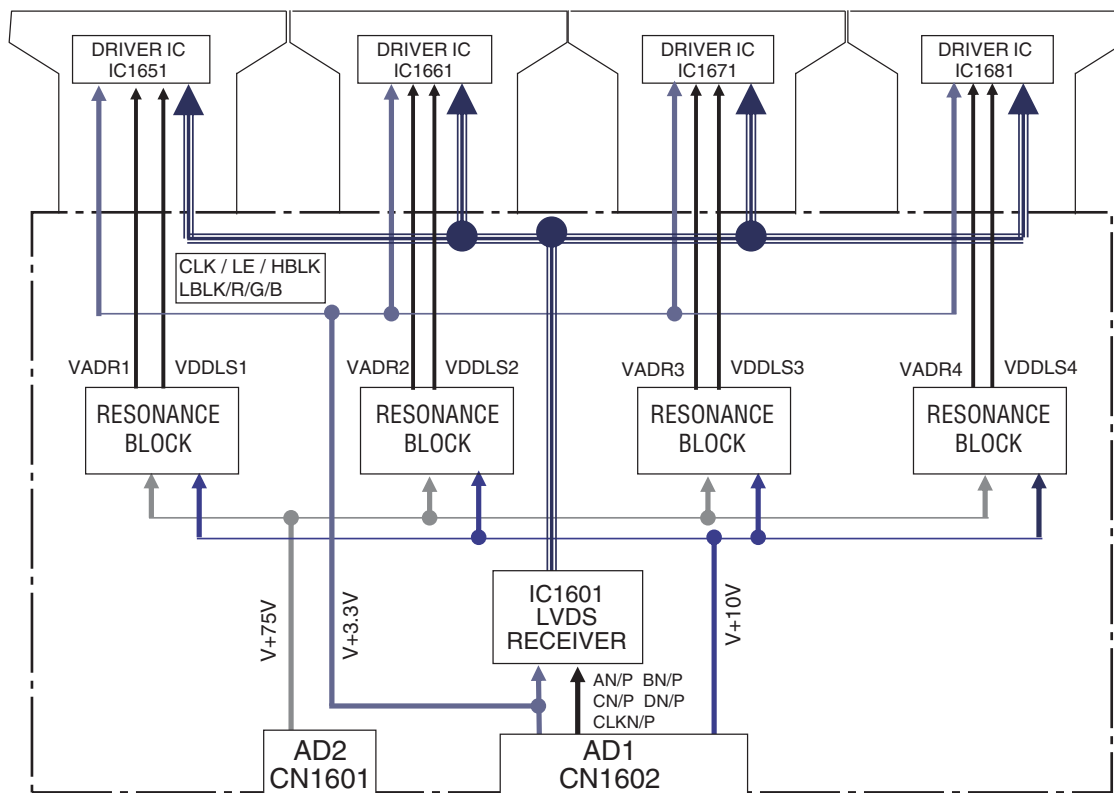 DRIVER IC
IC1651
DRIVER IC
IC1661
DRIVER IC
IC1671
DRIVER IC
IC1681
CLK / LE / HBLK
LBLK/R/G/B
VADR1
VDDLS1
VADR2
VDDLS2
VADR3
VDDLS3
VADR4
VDDLS4
RESONANCE
BLOCK
RESONANCE
BLOCK
RESONANCE
BLOCK
RESONANCE
BLOCK
V+75V
V+3.3V
IC1601
LVDS
RECEIVER
V+10V
AN/P BN/P
CN/P DN/P
CLKN/P
AD2
CN1601
AD1
CN1602